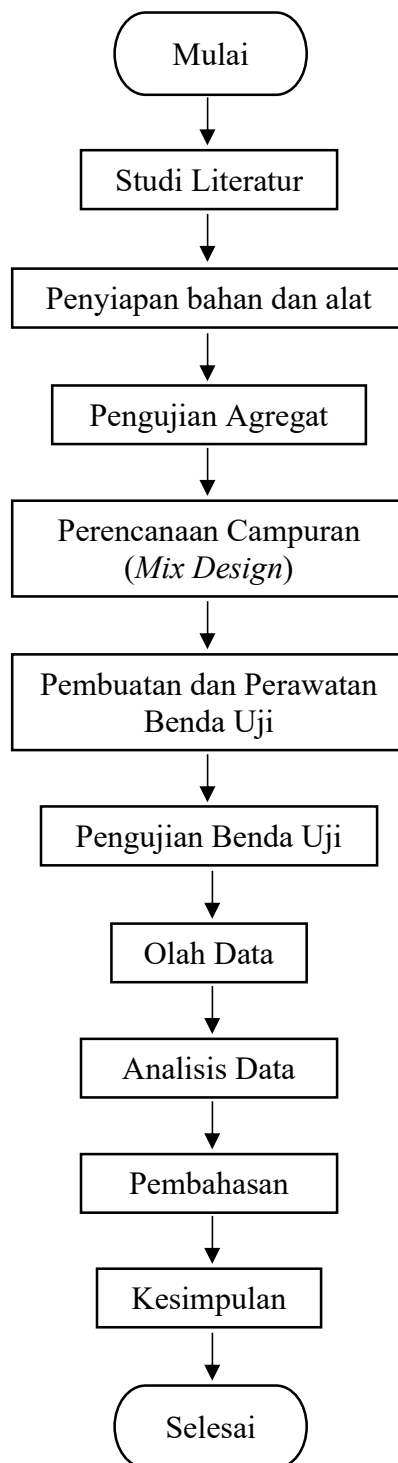 Mulai
Studi Literatur
Penyiapan bahan dan alat
Pengujian Agregat
Perencanaan Campuran
(Mix Design)
Pembuatan dan Perawatan
Benda Uji
Pengujian Benda Uji
Olah Data
Analisis Data
Pembahasan
Kesimpulan
Selesai